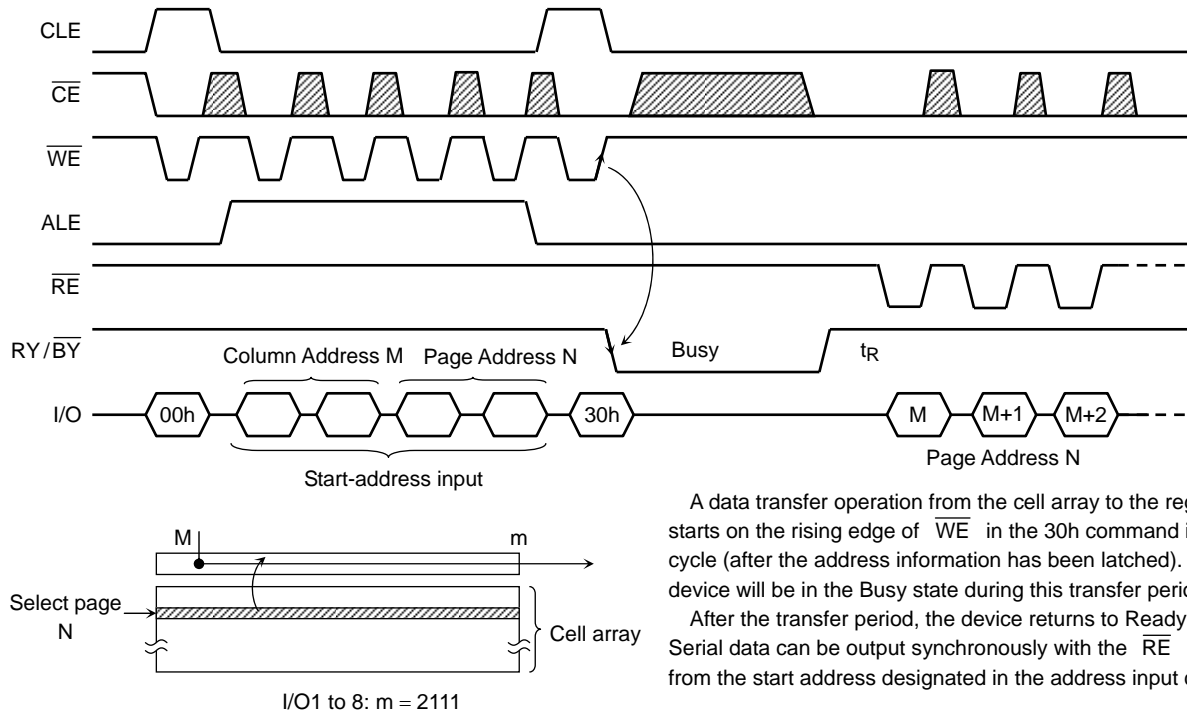 CLE
CE
WE
ALE
RE
RY/BY
Busy
tR
Column Address M
Page Address N
I/O
00h
30h
M
M+1
M+2
Start-address input
Page Address N
M
m
Select page
N
Cell array
I/O1 to 8: m = 2111
A data transfer operation from the cell array to the
starts on the rising edge of WE in the 30h command
cycle (after the address information has been latched).
device will be in the Busy state during this transfer
After the transfer period, the device returns to Ready
Serial data can be output synchronously with the RE
from the start address designated in the address input